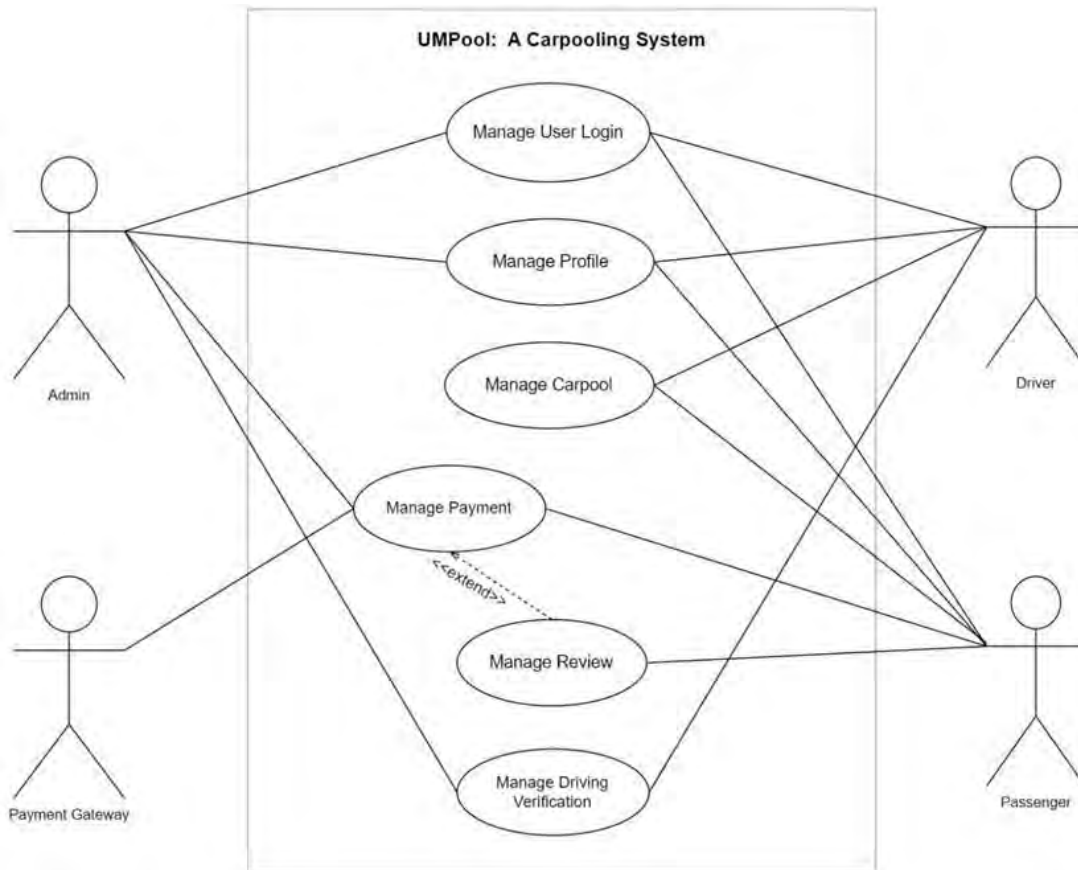 UMPool: A Carpooling System
Manage User Login
Manage Profile
Manage Carpool
Admin
Driver
Manage Payment
<<extend>>
Manage Review
Manage Driving
Verification
Payment Gateway
Passenger